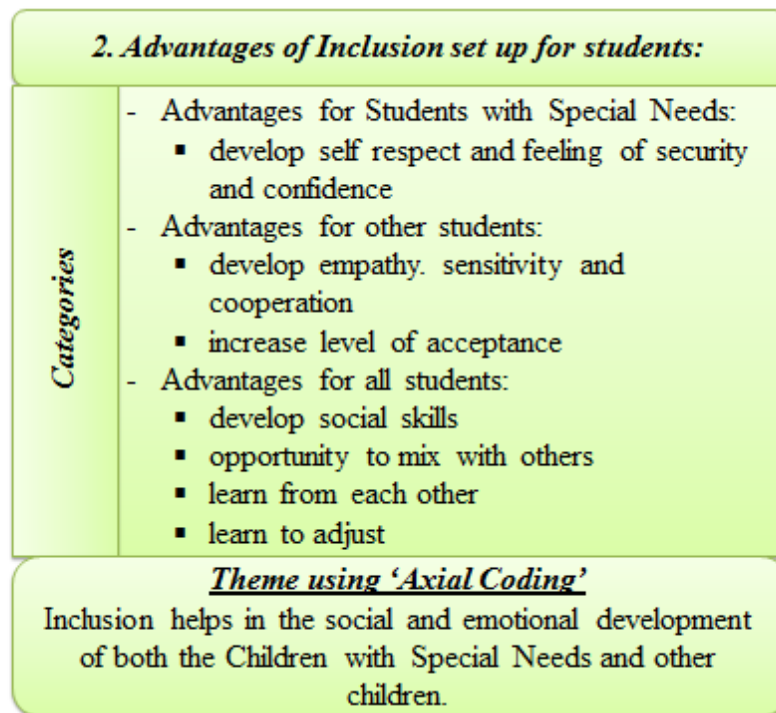 2. Advantages of Inclusion set up for students:
Categories
- Advantages for Students with Special Needs:
▪ develop self respect and feeling of security
and confidence
- Advantages for other students:
▪ develop empathy. sensitivity and
cooperation
▪ increase level of acceptance
- Advantages for all students:
▪ develop social skills
▪ opportunity to mix with others
▪ learn from each other
▪ learn to adjust
Theme using ‘Axial Coding’
Inclusion helps in the social and emotional development
of both the Children with Special Needs and other
children.